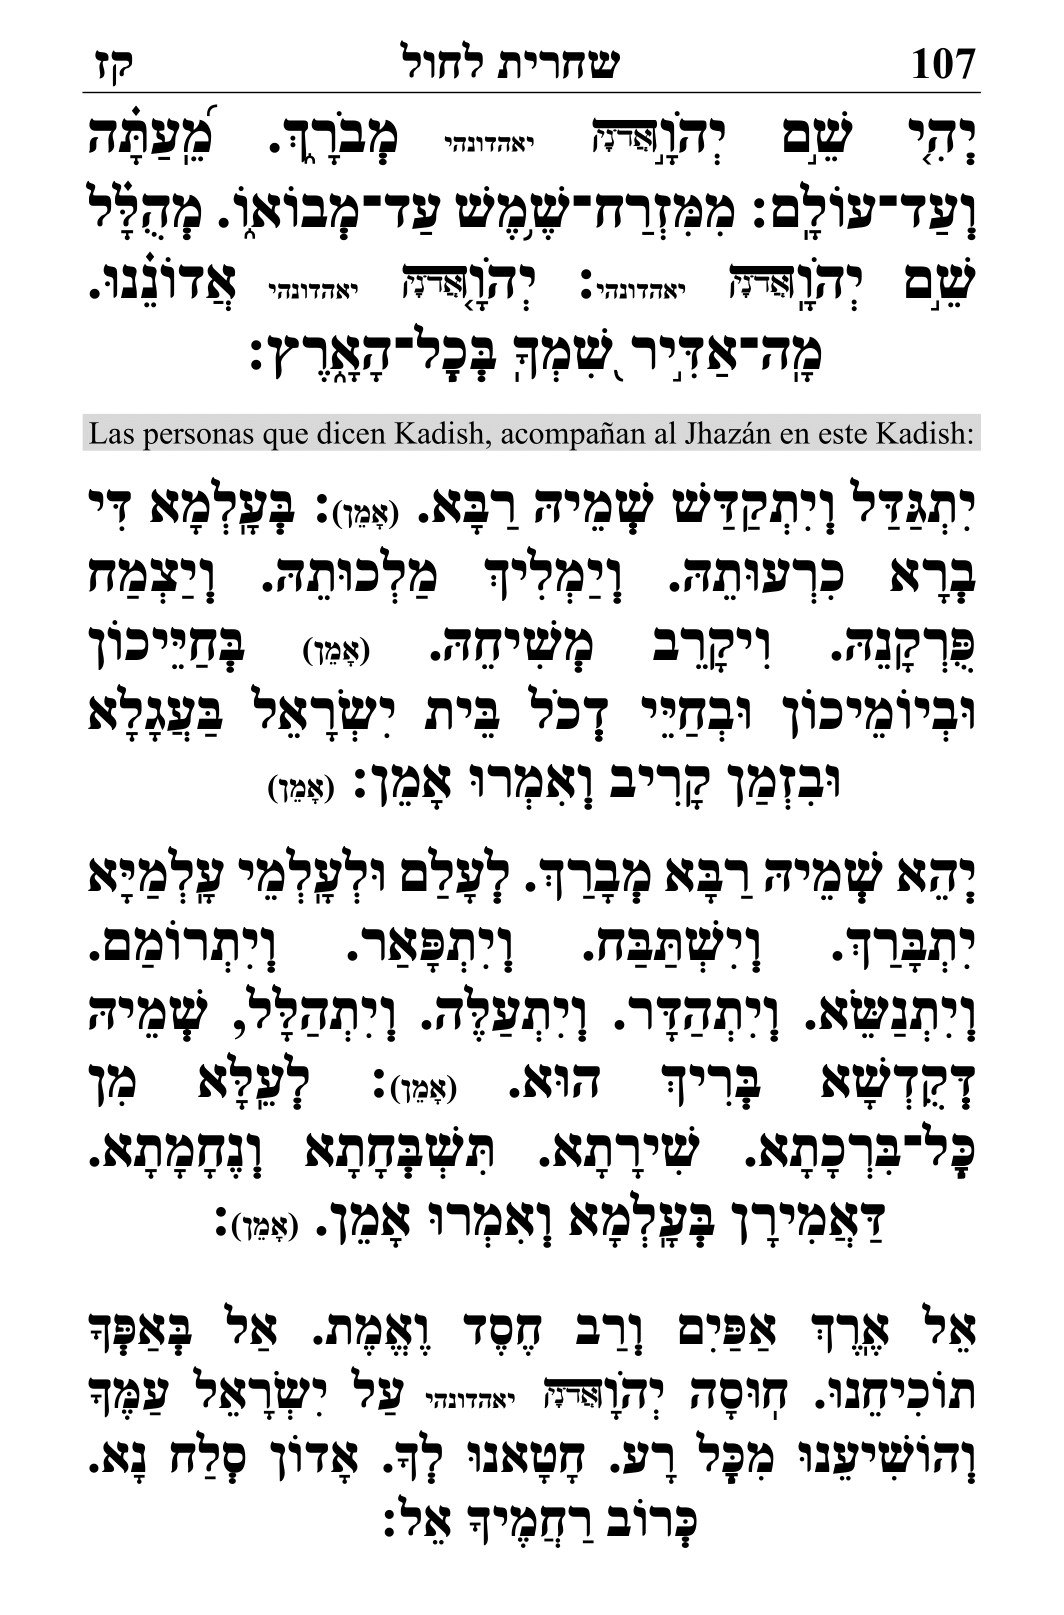 107 שחרית לחול קז
יְהִ֤י שֵׁ֣ם יְהֹוָ֣אֲדֹנָיּ יאהדונהי מְבֹרָ֑ךְ. מֵ֝עַתָּ֗ה
וְעַד־עוֹלָֽם: מִמִּזְרַח־שֶׁ֥מֶשׁ עַד־מְבוֹא֑וֹ. מְ֝הֻלָּ֗ל
שֵׁ֣ם יְהֹוָֽאֲדֹנָיּ יאהדונהי: יְהֹוָ֤אֲדֹנָיּ יאהדונהי אֲדוֹנֵ֗נוּ.
מָֽה־אַדִּ֣יר שִׁ֭מְךָ בְּכׇל־הָאָ֑רֶץ:
Las personas que dicen Kadish, acompañan al Jhazán en este Kadish:
יִתְגַּדַּל וְיִתְקַדַּשׁ שְׁמֵיהּ רַבָּא. (אָמֵן): בְּעָֽלְמָא דִּי
בְרָא כִרְעוּתֵהּ. וְיַמְלִיךְ מַלְכוּתֵהּ. וְיַצְמַח
פֻּרְקָנֵהּ. וִיקָרֵב מְשִׁיחֵהּ. (אָמֵן) בְּחַיֵּיכוֹן
וּבְיוֹמֵיכוֹן וּבְחַיֵּי דְכֹל בֵּית יִשְׂרָאֵל בַּעֲגָלָא
וּבִזְמַן קָרִיב וְאִמְרוּ אָמֵן: (אָמֵן)
יְהֵא שְׁמֵיהּ רַבָּא מְבָרַךְ. לְעָלַם וּלְעָֽלְמֵי עָֽלְמַיָּא
יִתְבָּרַךְ. וְיִשְׁתַּבַּח. וְיִתְפָּאַר. וְיִתְרוֹמַם.
וְיִתְנַשֵּׂא. וְיִתְהַדָּר. וְיִתְעַלֶּה. וְיִתְהַלָּל, שְׁמֵיהּ
דְּקֻדְשָׁא בְּרִיךְ הוּא. (אָמֵן): לְעֵֽלָּא מִן
כׇּל־בִּרְכָתָא. שִׁירָתָא. תִּשְׁבְּחָתָא וְנֶחָמָתָא.
דַּאֲמִירָן בְּעָֽלְמָא וְאִמְרוּ אָמֵן. (אָמֵן):
אֵל אֶֽרֶךְ אַפַּיִם וְרַב חֶסֶד וֶאֱמֶת. אַל בְּאַפְּךָ
תוֹכִיחֵנוּ. חֽוּסָה יְהֹוָאֲדֹנָיּ יאהדונהי עַל יִשְׂרָאֵל עַמֶּךָ
וְהוֹשִׁיעֵנוּ מִכׇּל רָע. חָטָאנוּ לְךָ. אָדוֹן סְלַח נָא.
כְּרוֹב רַחֲמֶיךָ אֵל: